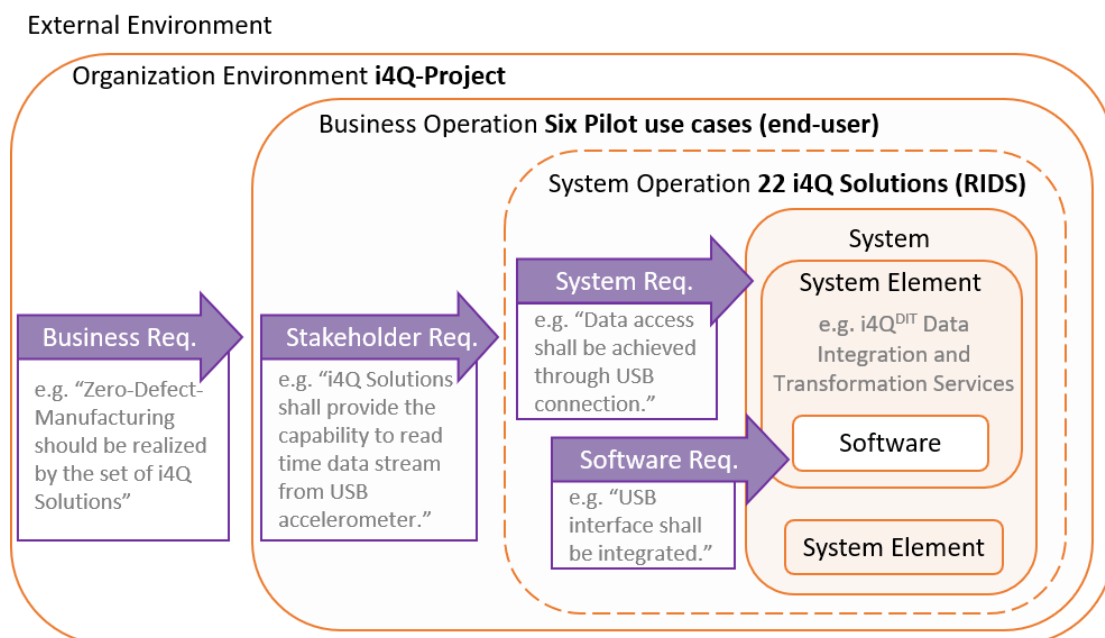 External Environment
Organization Environment i4Q-Project
Business Operation Six Pilot use cases (end-user)
System Operation 22 i4Q Solutions (RIDS)
Business Req.
e.g. “Zero-Defect-
Manufacturing
should be realized
by the set of i4Q
Solutions”
Stakeholder Req.
e.g. “i4Q Solutions
shall provide the
capability to read
time data stream
from USB
accelerometer.”
System Req.
e.g. “Data access
shall be achieved
through USB
connection.”
Software Req.
e.g. “USB
interface shall
be integrated.”
System
System Element
e.g. i4Q^DIT Data
Integration and
Transformation Services
Software
System Element